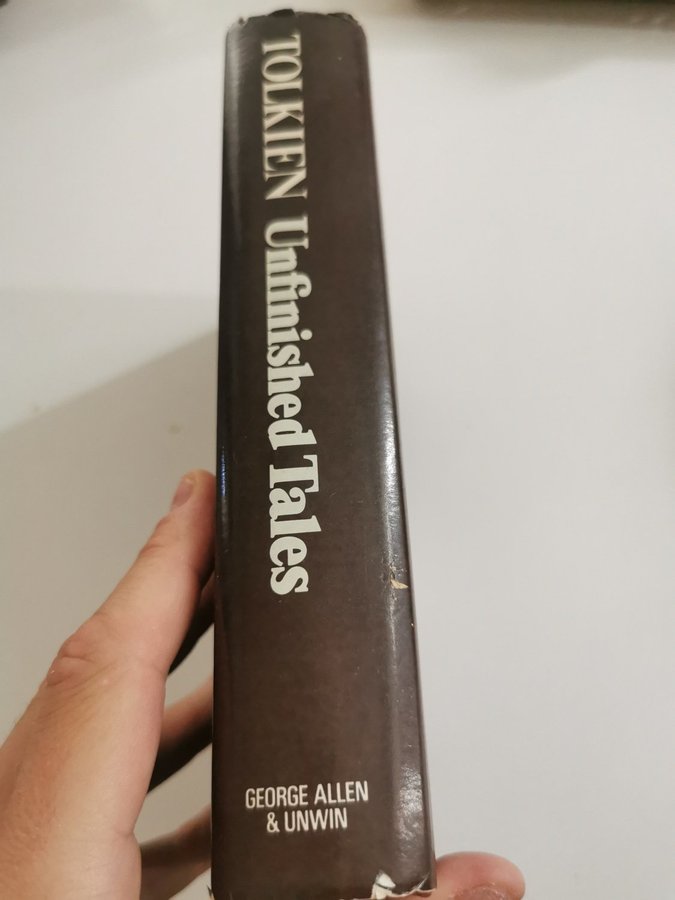 TOLKIEN Unfinished Tales
GEORGE ALLEN
& UNWIN